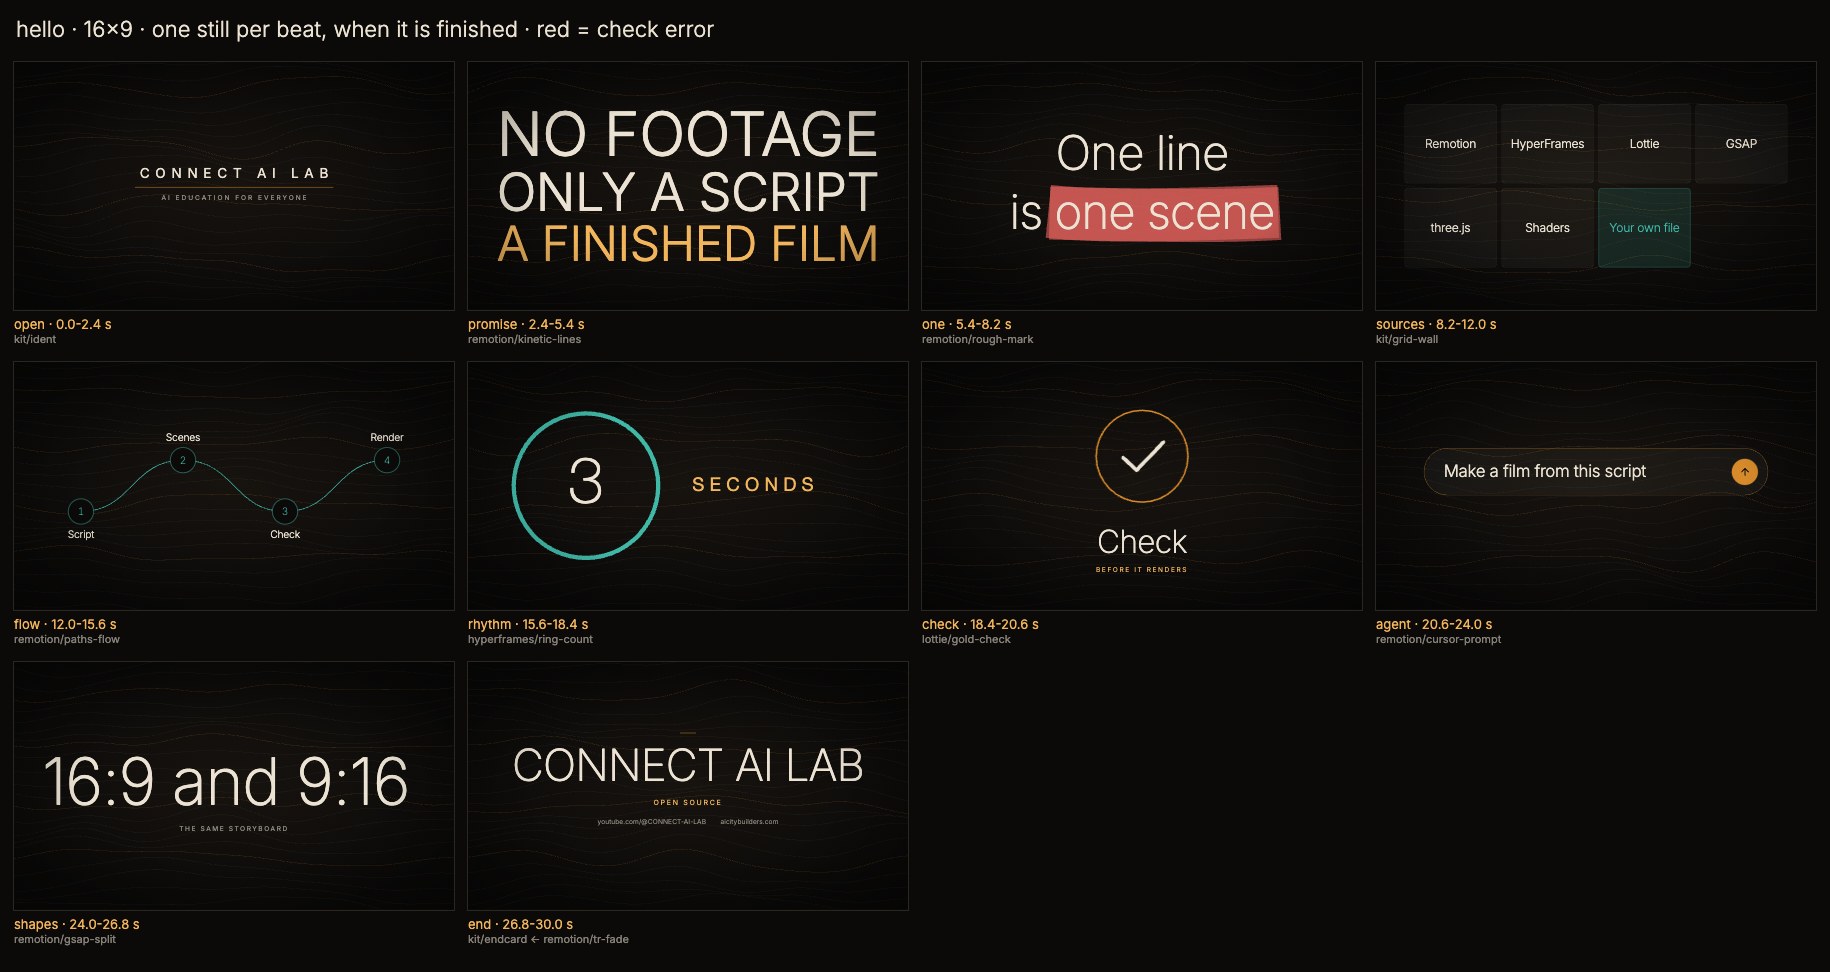 hello · 16×9 · one still per beat, when it is finished · red = check error
CONNECT AI LAB
AI EDUCATION FOR EVERYONE
open · 0.0-2.4 s
kit/ident
NO FOOTAGE
ONLY A SCRIPT
A FINISHED FILM
promise · 2.4-5.4 s
remotion/kinetic-lines
One line
is one scene
one · 5.4-8.2 s
remotion/rough-mark
Remotion
HyperFrames
Lottie
GSAP
three.js
Shaders
Your own file
sources · 8.2-12.0 s
kit/grid-wall
Scenes
Render
2
4
1
3
Script
Check
flow · 12.0-15.6 s
remotion/paths-flow
3
SECONDS
rhythm · 15.6-18.4 s
hyperframes/ring-count
Check
BEFORE IT RENDERS
check · 18.4-20.6 s
lottie/gold-check
Make a film from this script
agent · 20.6-24.0 s
remotion/cursor-prompt
16:9 and 9:16
THE SAME STORYBOARD
shapes · 24.0-26.8 s
remotion/gsap-split
CONNECT AI LAB
OPEN SOURCE
youtube.com/@CONNECT-AI-LAB aicitybuilders.com
end · 26.8-30.0 s
kit/endcard ← remotion/tr-fade